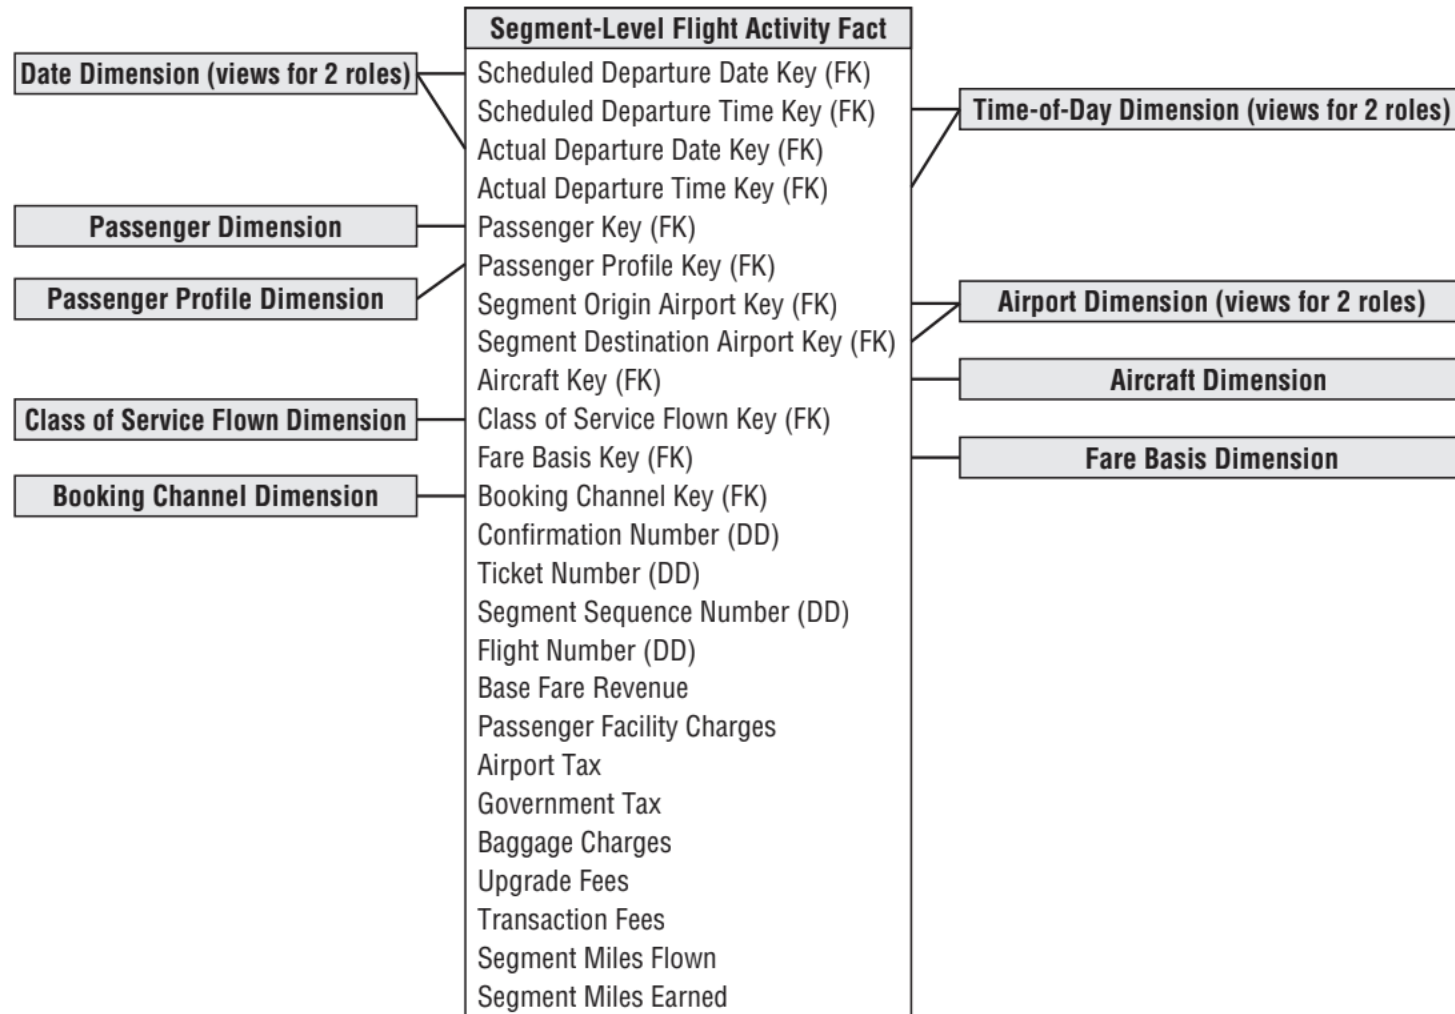 Segment-Level Flight Activity Fact
Scheduled Departure Date Key (FK)
Scheduled Departure Time Key (FK)
Actual Departure Date Key (FK)
Actual Departure Time Key (FK)
Passenger Key (FK)
Passenger Profile Key (FK)
Segment Origin Airport Key (FK)
Segment Destination Airport Key (FK)
Aircraft Key (FK)
Class of Service Flown Key (FK)
Fare Basis Key (FK)
Booking Channel Key (FK)
Confirmation Number (DD)
Ticket Number (DD)
Segment Sequence Number (DD)
Flight Number (DD)
Base Fare Revenue
Passenger Facility Charges
Airport Tax
Government Tax
Baggage Charges
Upgrade Fees
Transaction Fees
Segment Miles Flown
Segment Miles Earned
Date Dimension (views for 2 roles)
Passenger Dimension
Passenger Profile Dimension
Class of Service Flown Dimension
Booking Channel Dimension
Time-of-Day Dimension (views for 2 roles)
Airport Dimension (views for 2 roles)
Aircraft Dimension
Fare Basis Dimension